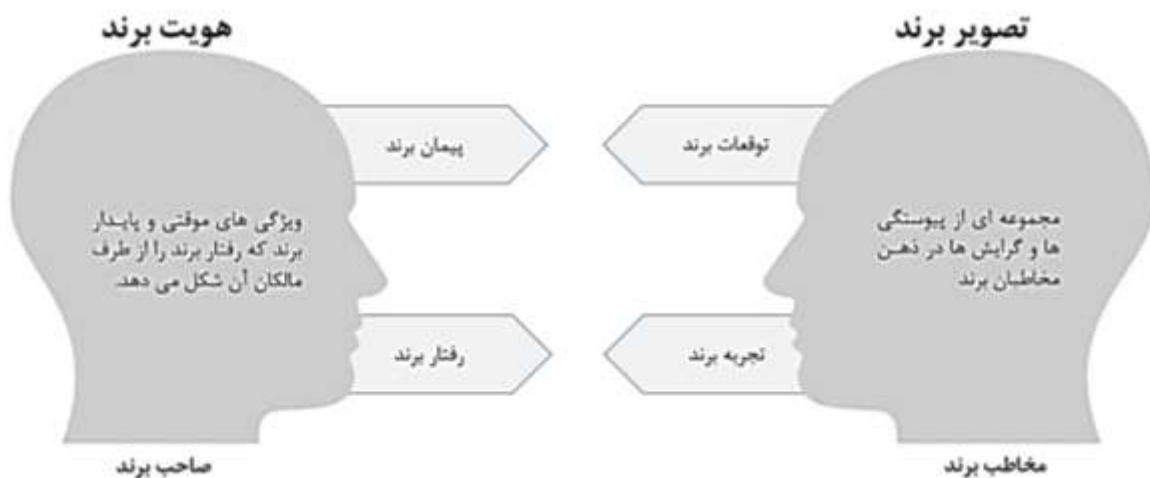 تصویر برند
هویت برند
توقعات برند
پیمان برند
مجموعه ای از پیوستگی
ها و گرایش ها در ذهن
مخاطبان برند
ویژگی های موقتی و پایدار
برند که رفتار برند را از طرف
مالکان آن شکل می دهد.
تجربه برند
رفتار برند
مخاطب برند
صاحب برند